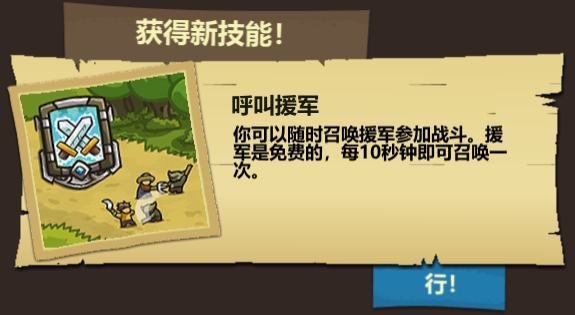 获得新技能！
呼叫援军
你可以随时召唤援军参加战斗。援
军是免费的，每10秒钟即可召唤一
次。
行！